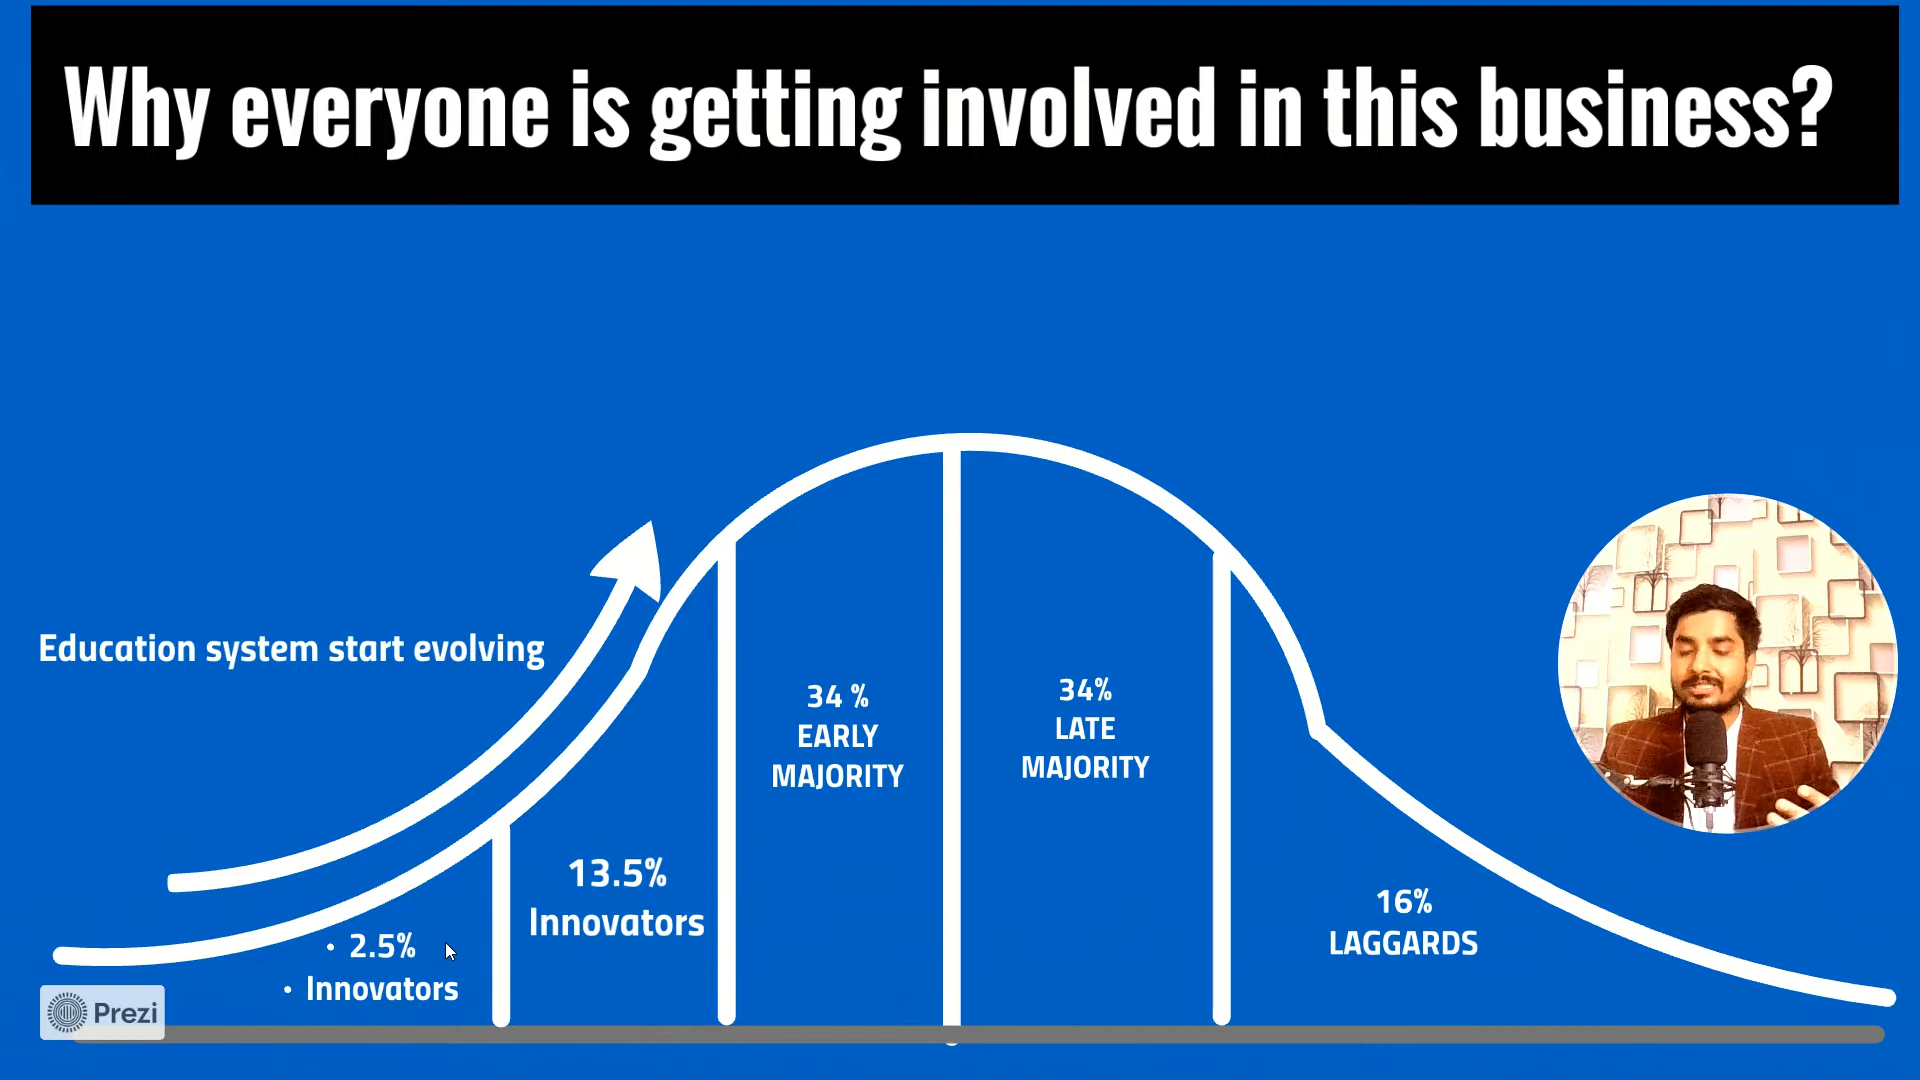 Why everyone is getting involved in this business?
Education system start evolving
34 %
EARLY
MAJORITY
34%
LATE
MAJORITY
13.5%
Innovators
• 2.5%
• Innovators
16%
LAGGARDS
Prezi